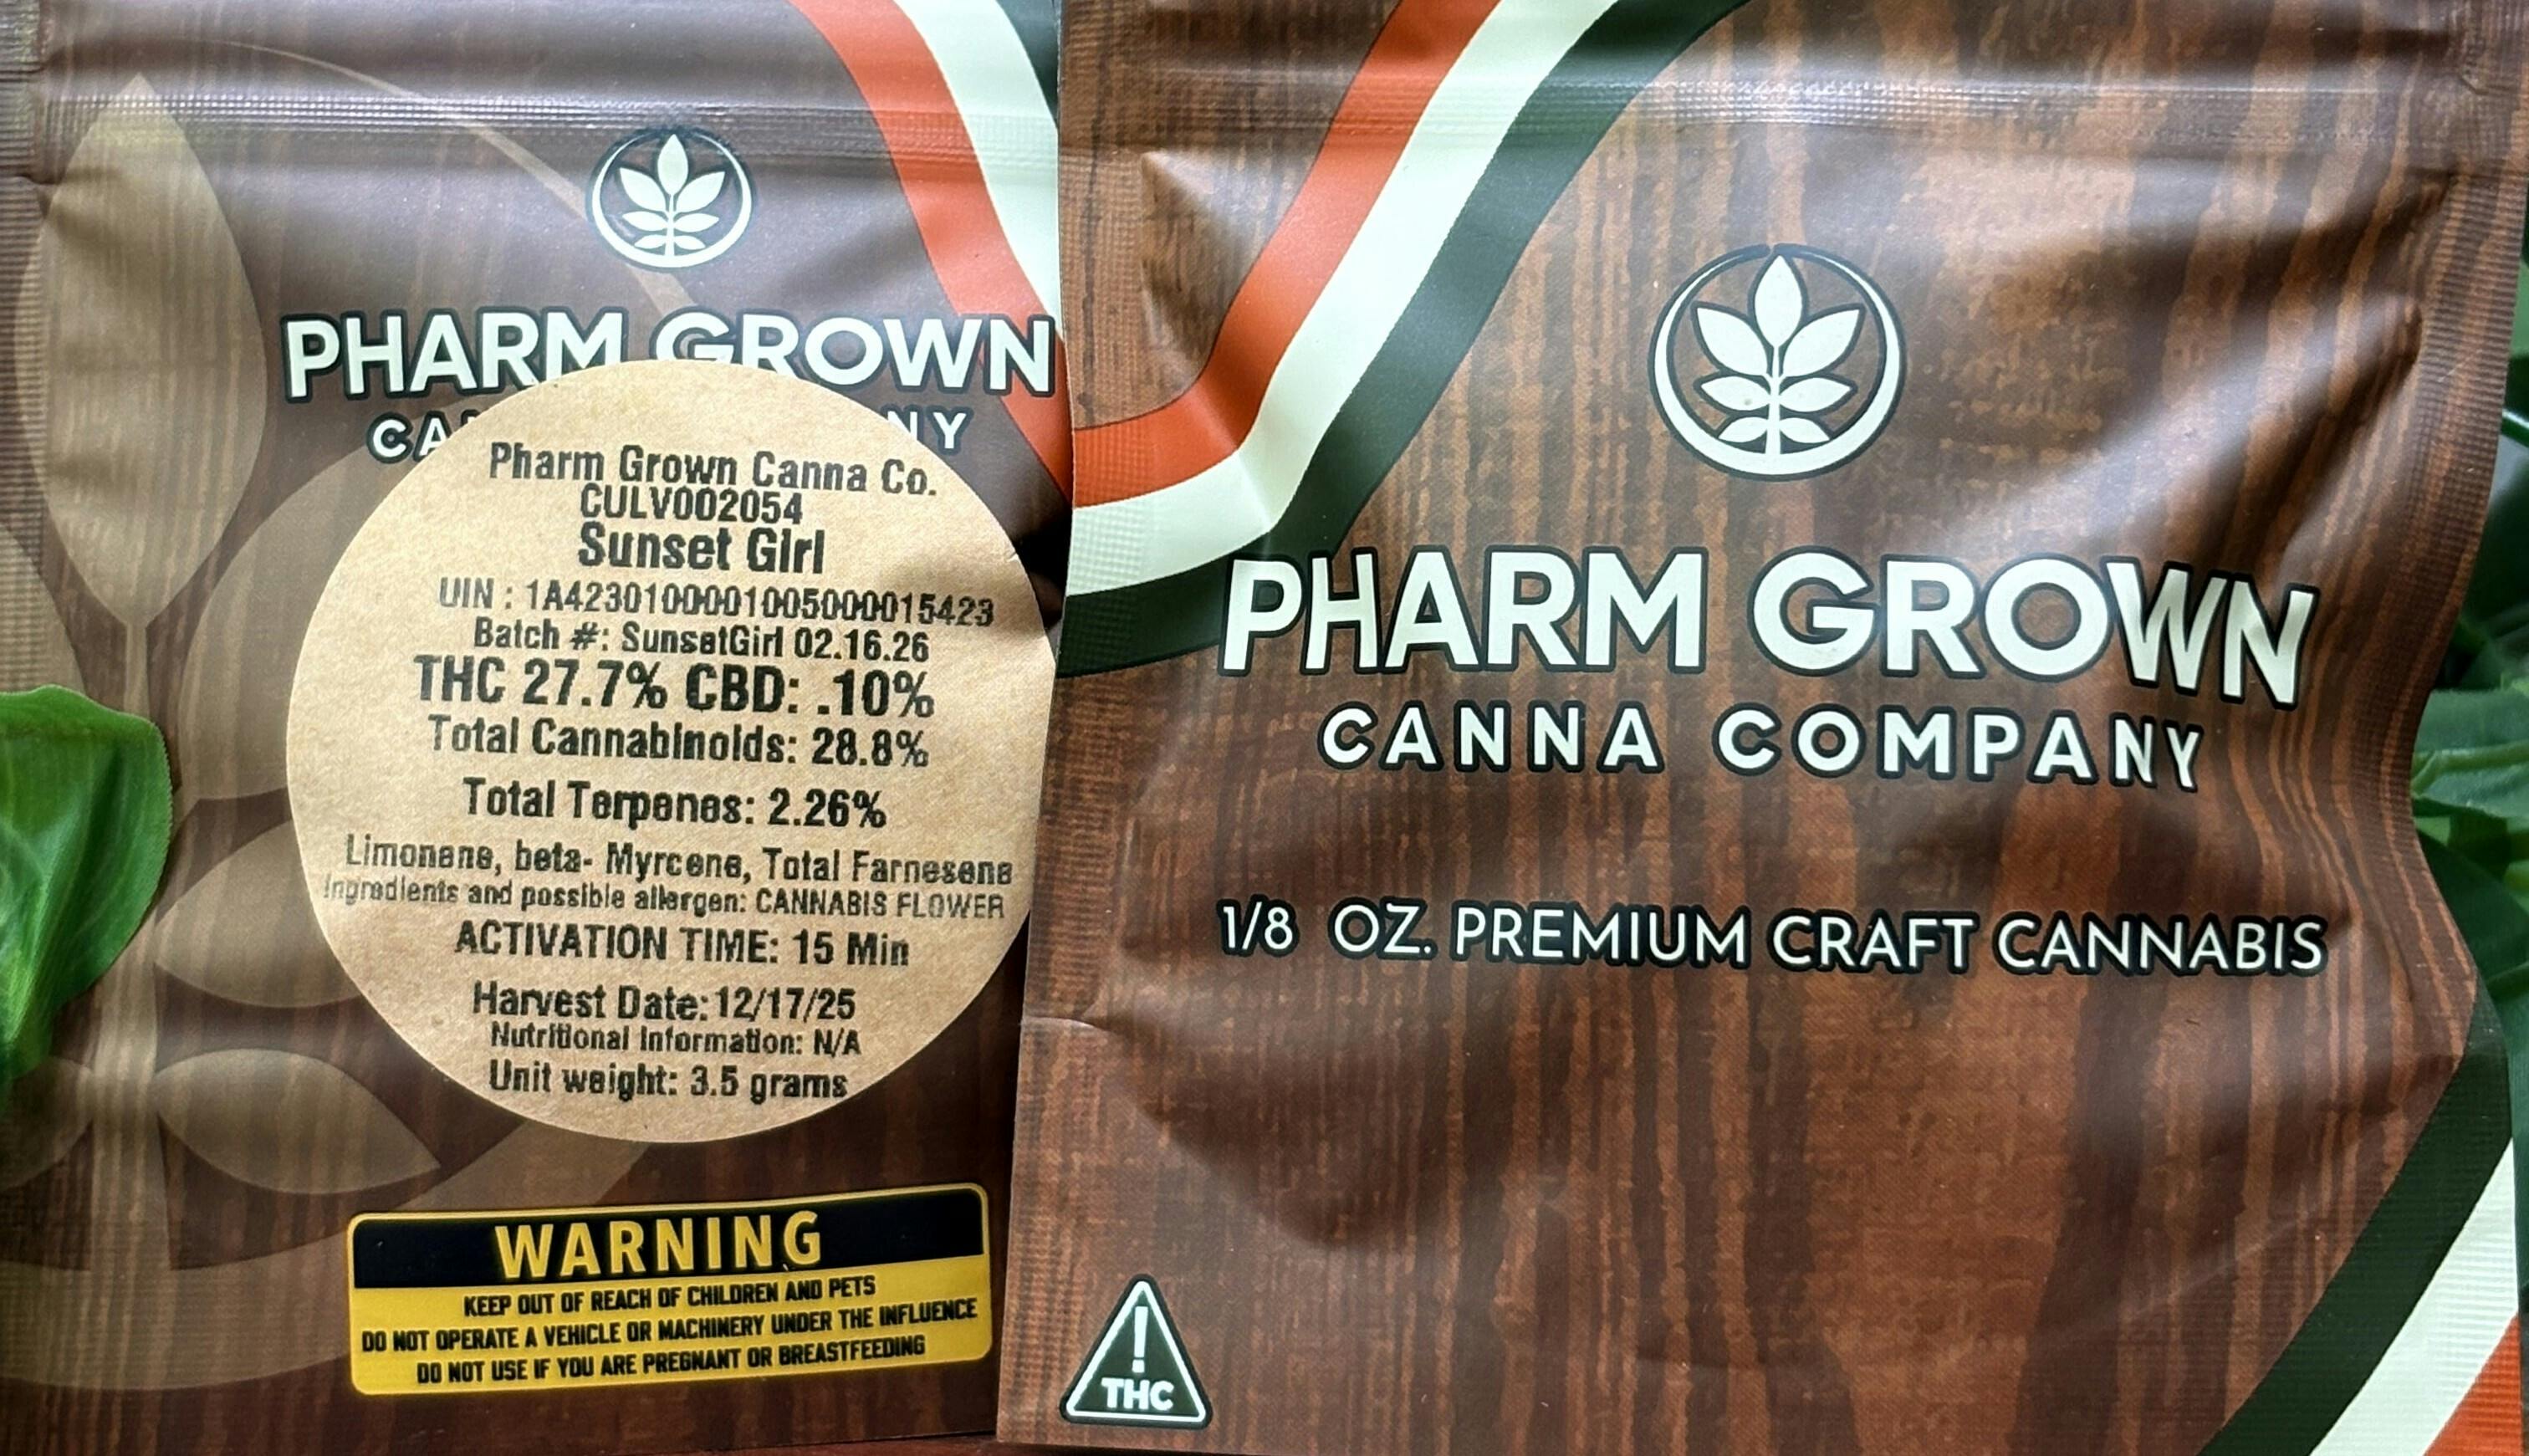 PHARM GROWN
Pharm Grown Canna Co.
CULV002054
Sunset Girl
UIN : 1A4230100001005000015423
Batch #: SunsetGirl 02.16.26
THC 27.7% CBD: .10%
Total Cannabinoids: 28.8%
Total Terpenes: 2.26%
Limonene, beta- Myrcene, Total Farnesene
Ingredients and possible allergen: CANNABIS FLOWER
ACTIVATION TIME: 15 Min
Harvest Date: 12/17/25
Nutritional Information: N/A
Unit weight: 3.5 grams
WARNING
KEEP OUT OF REACH OF CHILDREN AND PETS
DO NOT OPERATE A VEHICLE OR MACHINERY UNDER THE INFLUENCE
DO NOT USE IF YOU ARE PREGNANT OR BREASTFEEDING
PHARM GROWN
CANNA COMPANY
1/8 OZ. PREMIUM CRAFT CANNABIS
!
THC